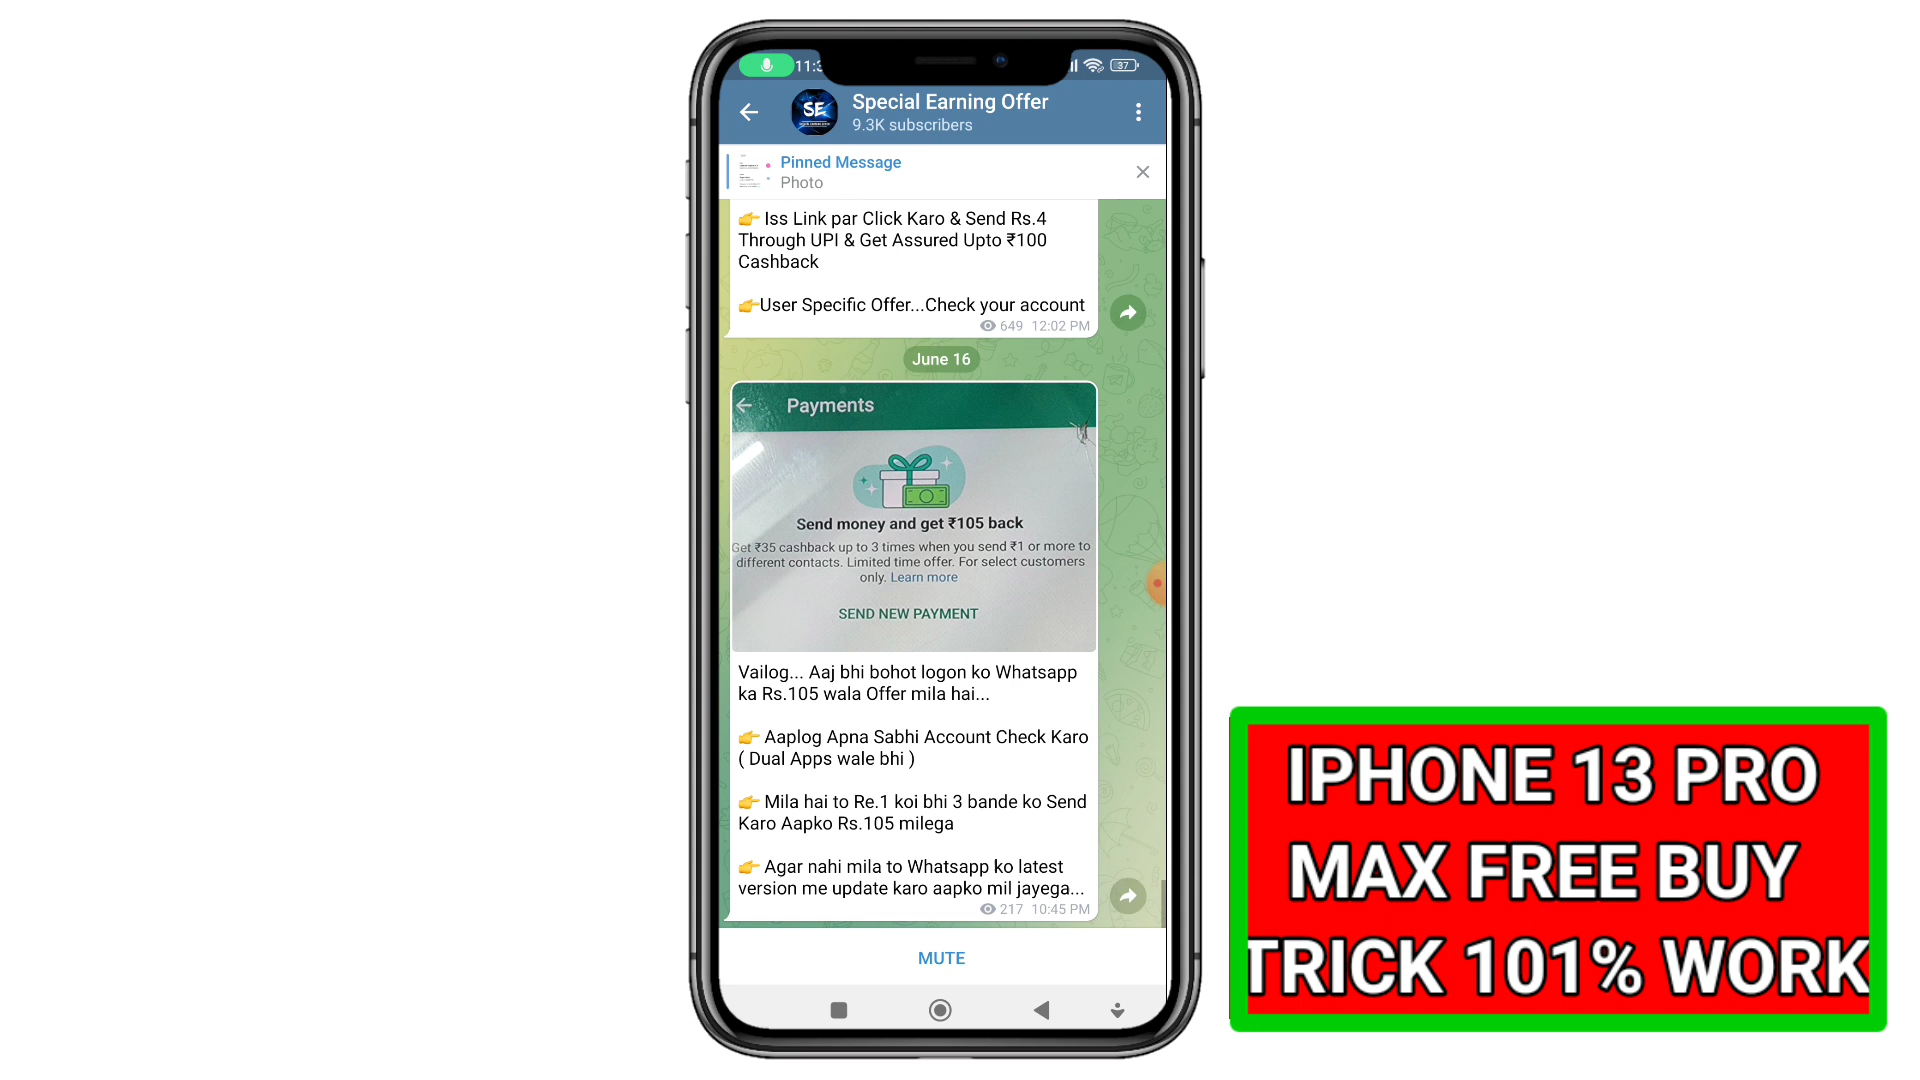 11:3
37
SE
Special Earning Offer
9.3K subscribers
Pinned Message
Photo
👉 Iss Link par Click Karo & Send Rs.4
Through UPI & Get Assured Upto ₹100
Cashback
👉User Specific Offer...Check your account
649 12:02 PM
June 16
Payments
Send money and get ₹105 back
Get ₹35 cashback up to 3 times when you send ₹1 or more to
different contacts. Limited time offer. For select customers
only. Learn more
SEND NEW PAYMENT
Vailog... Aaj bhi bohot logon ko Whatsapp
ka Rs.105 wala Offer mila hai...
👉 Aaplog Apna Sabhi Account Check Karo
( Dual Apps wale bhi )
👉 Mila hai to Re.1 koi bhi 3 bande ko Send
Karo Aapko Rs.105 milega
👉 Agar nahi mila to Whatsapp ko latest
version me update karo aapko mil jayega...
217 10:45 PM
MUTE
IPHONE 13 PRO
MAX FREE BUY
TRICK 101% WORK